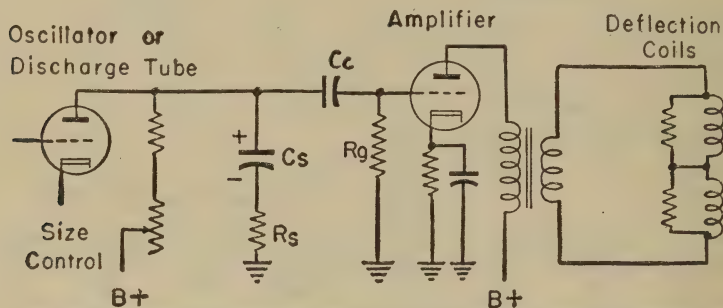 Oscillator or
Discharge Tube
Amplifier
Deflection
Coils
Cc
+
Cs
-
Rg
Rs
Size
Control
B+
B+